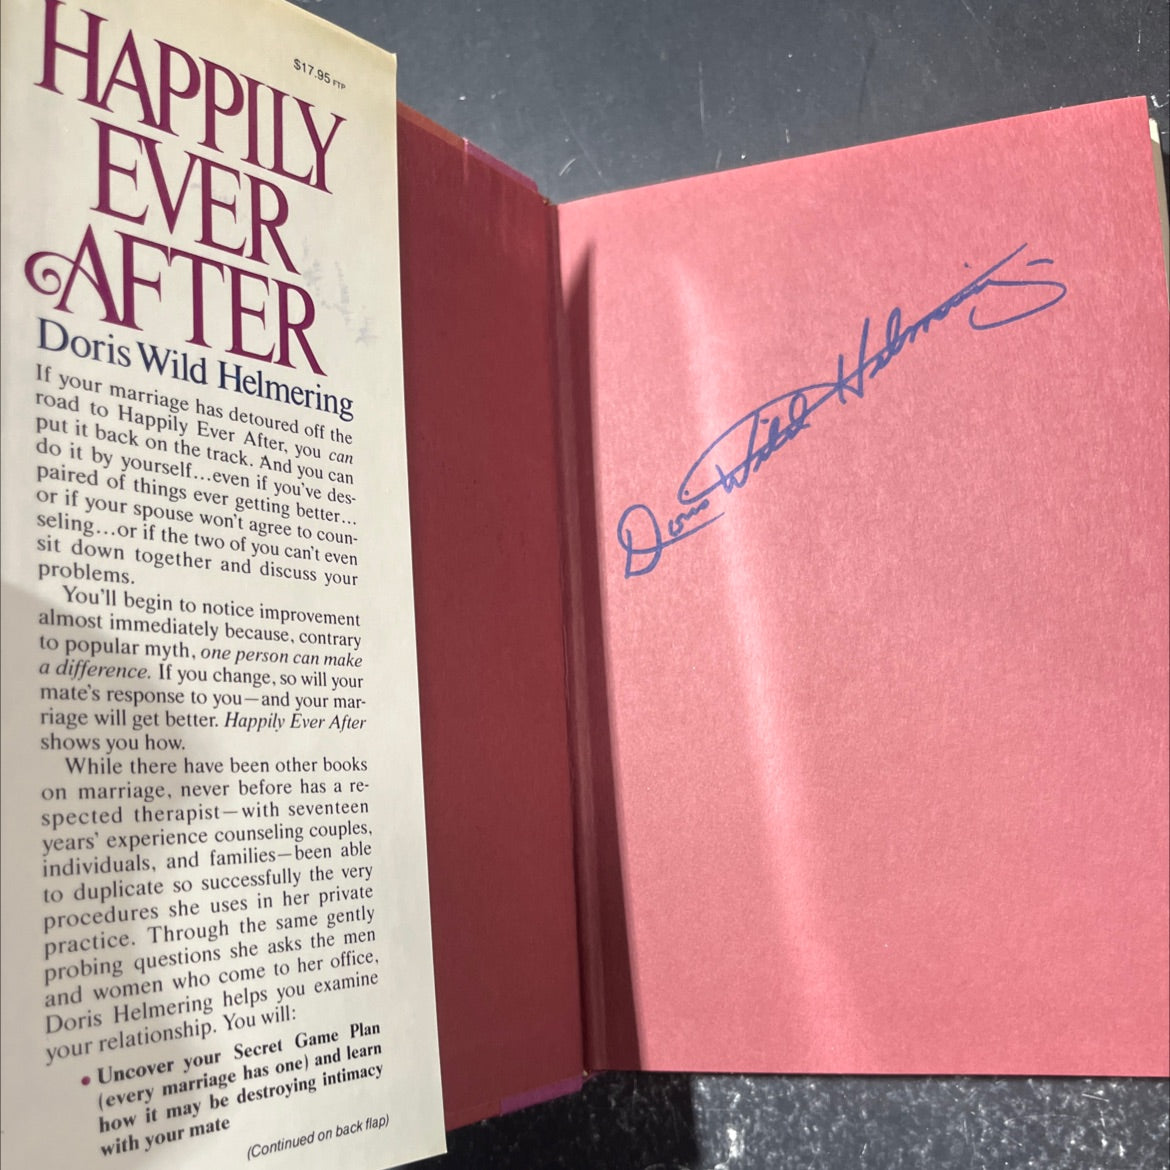 $17.95 FTP
HAPPILY
EVER
AFTER
Doris Wild Helmering
If your marriage has detoured off the
road to Happily Ever After, you can
put it back on the track. And you can
do it by yourself...even if you've des-
paired of things ever getting better...
or if your spouse won't agree to coun-
seling...or if the two of you can't even
sit down together and discuss your
problems.
You'll begin to notice improvement
almost immediately because, contrary
to popular myth, one person can make
a difference. If you change, so will your
mate's response to you—and your mar-
riage will get better. Happily Ever After
shows you how.
While there have been other books
on marriage, never before has a re-
spected therapist—with seventeen
years' experience counseling couples,
individuals, and families—been able
to duplicate so successfully the very
procedures she uses in her private
practice. Through the same gently
probing questions she asks the men
and women who come to her office,
Doris Helmering helps you examine
your relationship. You will:
• Uncover your Secret Game Plan
(every marriage has one) and learn
how it may be destroying intimacy
with your mate
(Continued on back flap)
Doris Wild Helmering